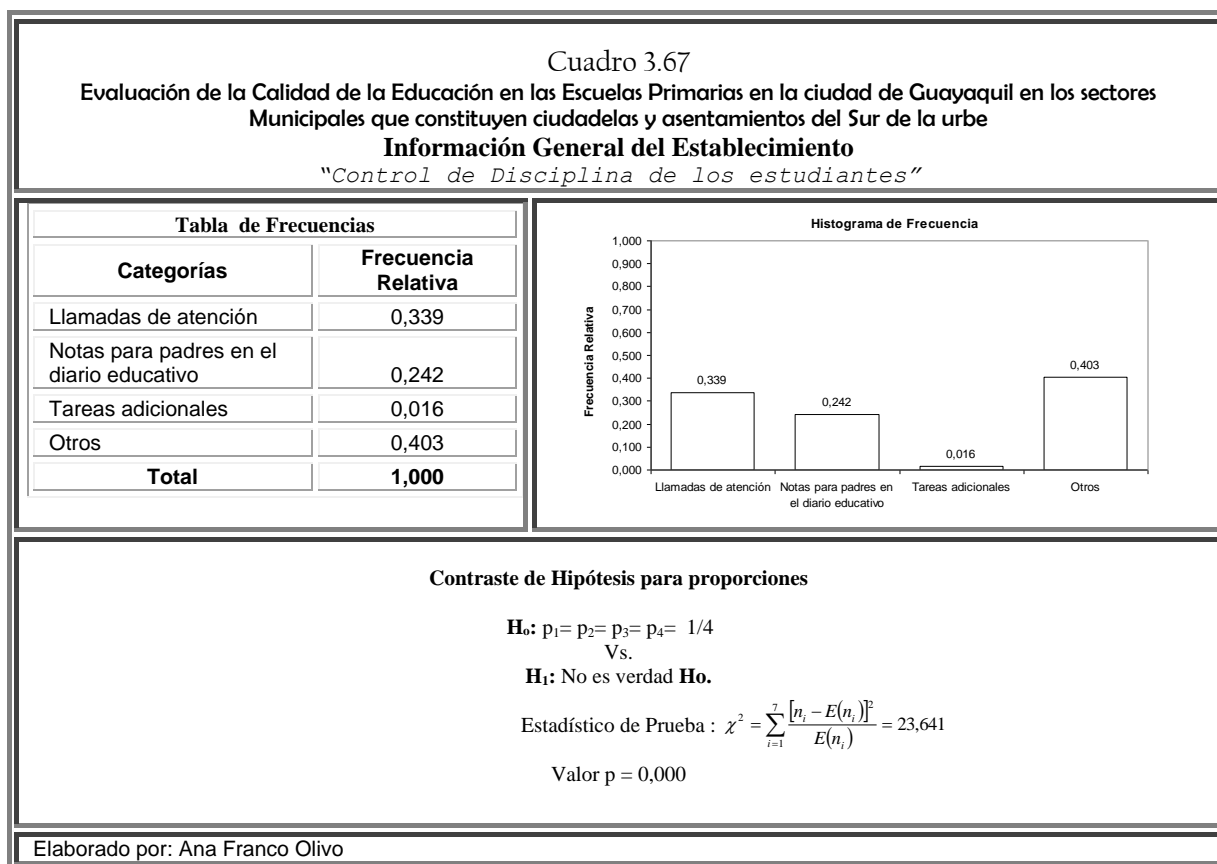 Cuadro 3.67
Evaluación de la Calidad de la Educación en las Escuelas Primarias en la ciudad de Guayaquil en los sectores
Municipales que constituyen ciudadelas y asentamientos del Sur de la urbe
Información General del Establecimiento
“Control de Disciplina de los estudiantes”
Tabla de Frecuencias
Categorías Frecuencia
Relativa
Llamadas de atención 0,339
Notas para padres en el
diario educativo 0,242
Tareas adicionales 0,016
Otros 0,403
Total 1,000
Histograma de Frecuencia
Frecuencia Relativa
1,000
0,900
0,800
0,700
0,600
0,500
0,400
0,300
0,200
0,100
0,000
0,339
0,242
0,016
0,403
Llamadas de atención Notas para padres en Tareas adicionales Otros
el diario educativo
Contraste de Hipótesis para proporciones
Ho: p1= p2= p3= p4= 1/4
Vs.
H1: No es verdad Ho.
Estadístico de Prueba : χ² = ∑ i=1 7 [ni − E(ni)]² / E(ni) = 23,641
Valor p = 0,000
Elaborado por: Ana Franco Olivo